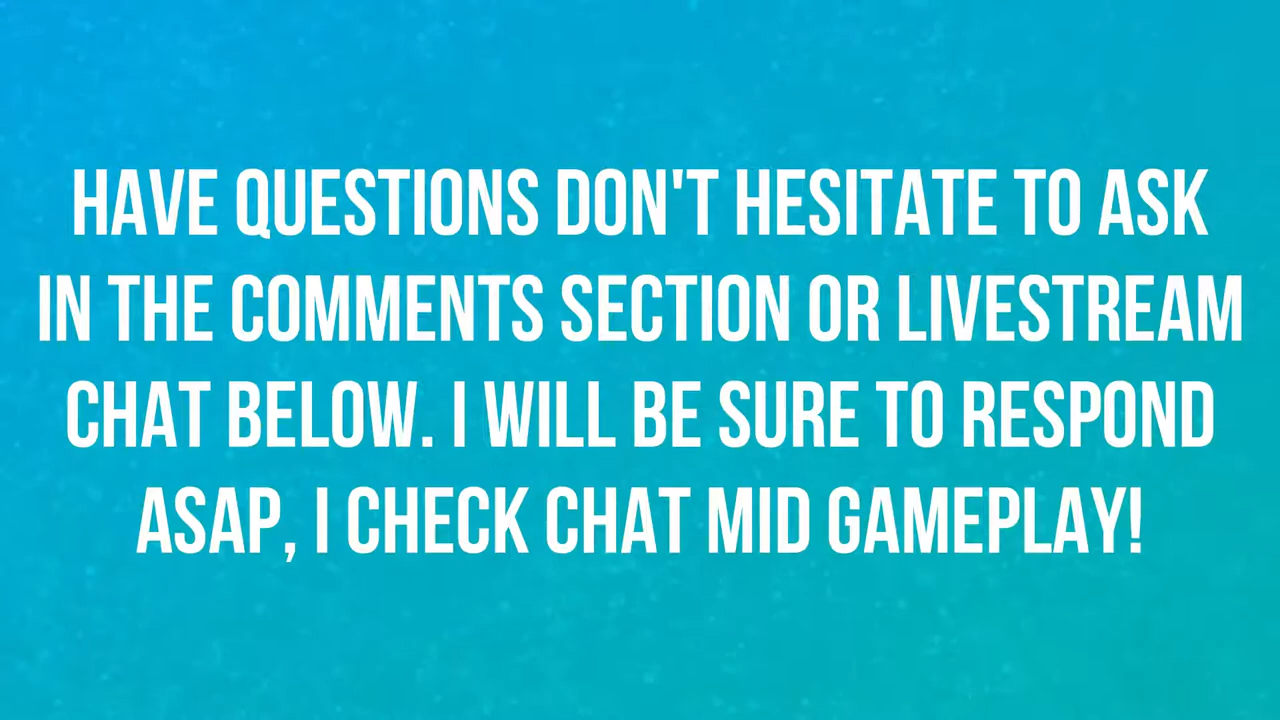 HAVE QUESTIONS DON'T HESITATE TO ASK
IN THE COMMENTS SECTION OR LIVESTREAM
CHAT BELOW. I WILL BE SURE TO RESPOND
ASAP, I CHECK CHAT MID GAMEPLAY!